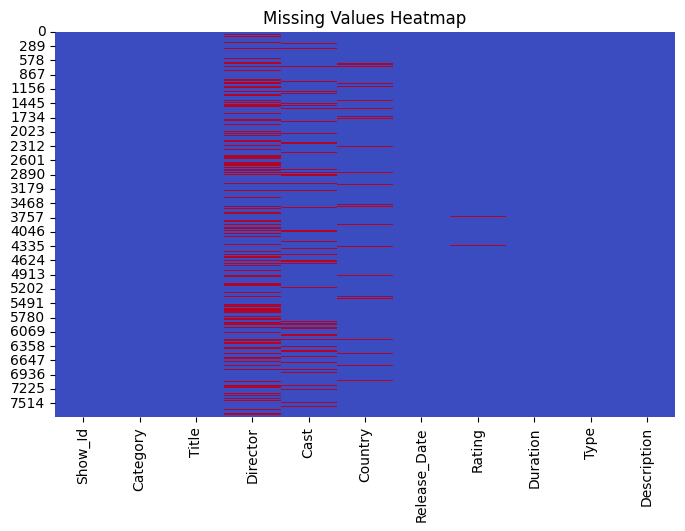 Missing Values Heatmap
0
289
578
867
1156
1445
1734
2023
2312
2601
2890
3179
3468
3757
4046
4335
4624
4913
5202
5491
5780
6069
6358
6647
6936
7225
7514
Show_Id
Category
Title
Director
Cast
Country
Release_Date
Rating
Duration
Type
Description